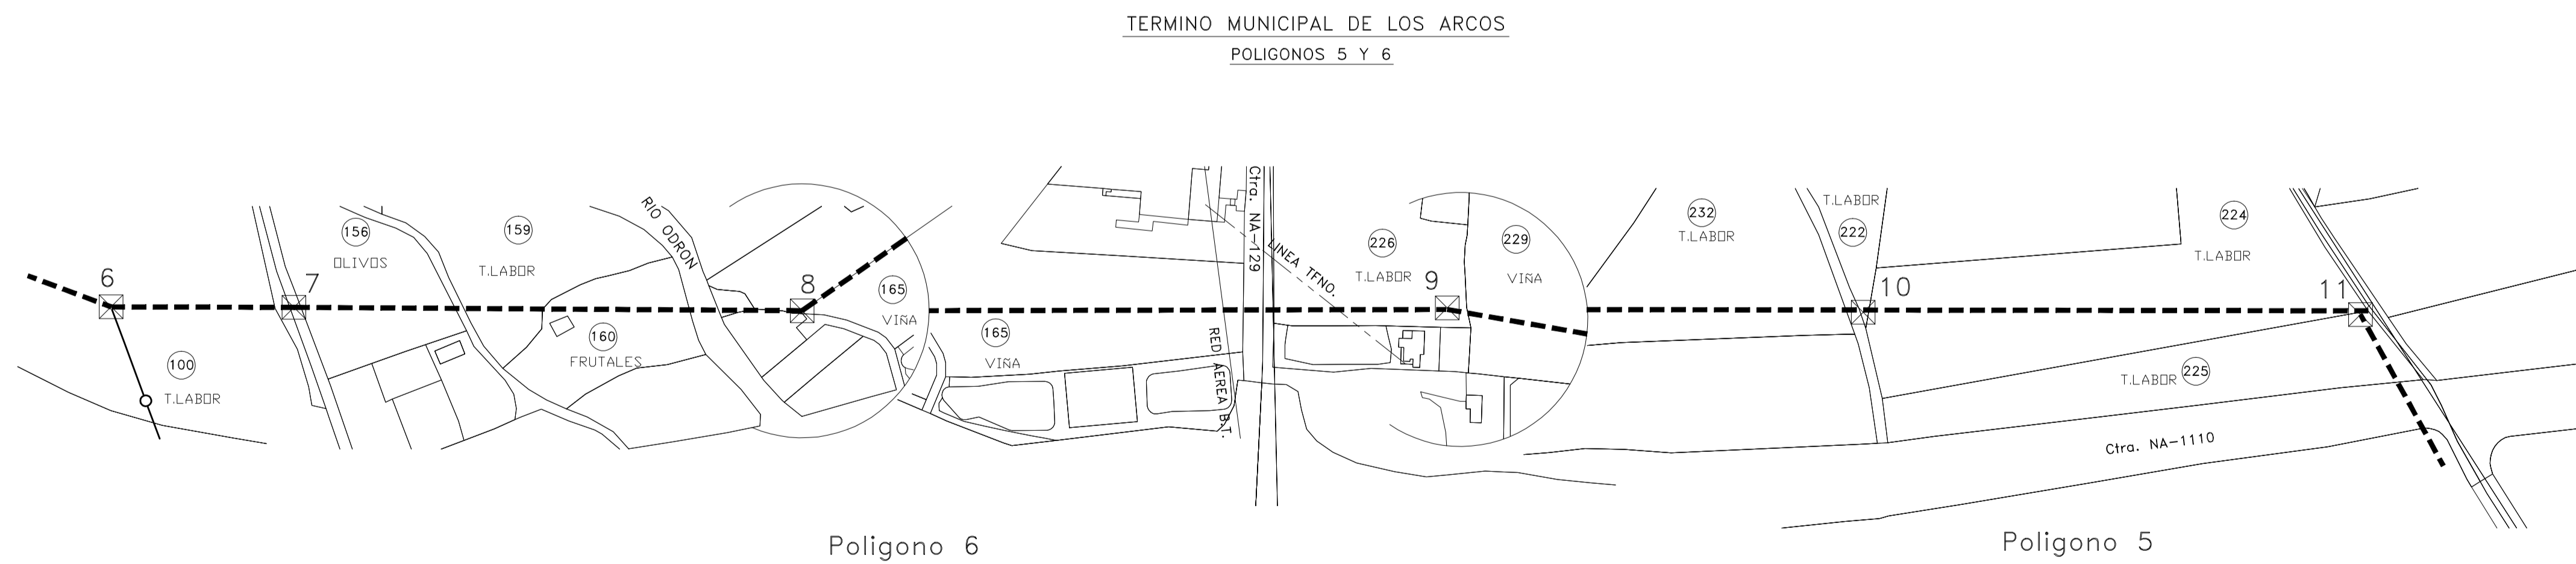 TERMINO MUNICIPAL DE LOS ARCOS
POLIGONOS 5 Y 6
6
100
T.LABOR
7
156
OLIVOS
159
T.LABOR
160
FRUTALES
RIO ODRON
8
165
VIÑA
165
VIÑA
RED AEREA B.T.
Ctra. NA-129
LINEA TFNO.
226
T.LABOR
9
229
VIÑA
232
T.LABOR
T.LABOR
222
10
224
T.LABOR
11
T.LABOR 225
Ctra. NA-1110
Poligono 6
Poligono 5